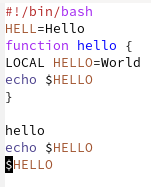 #!/bin/bash
HELL=Hello
function hello {
LOCAL HELLO=World
echo $HELLO
}
hello
echo $HELLO
$HELLO